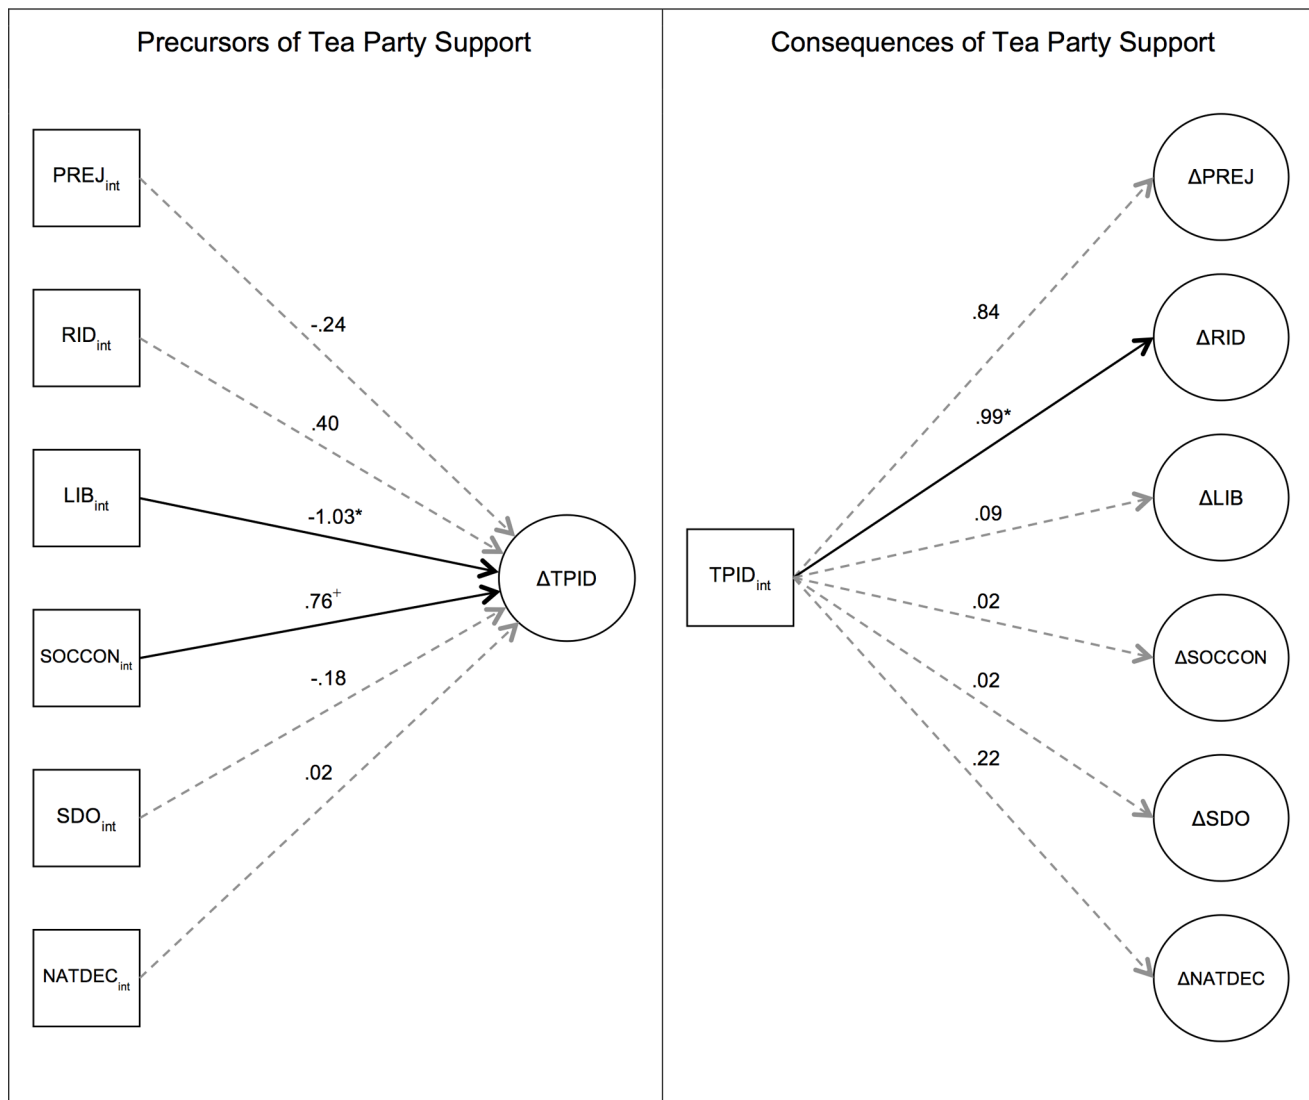 Precursors of Tea Party Support
PREJint
RIDint
LIBint
SOCCONint
SDOint
NATDECint
-.24
.40
-1.03*
.76+
-.18
.02
ΔTPID
Consequences of Tea Party Support
TPIDint
.84
.99*
.09
.02
.02
.22
ΔPREJ
ΔRID
ΔLIB
ΔSOCCON
ΔSDO
ΔNATDEC